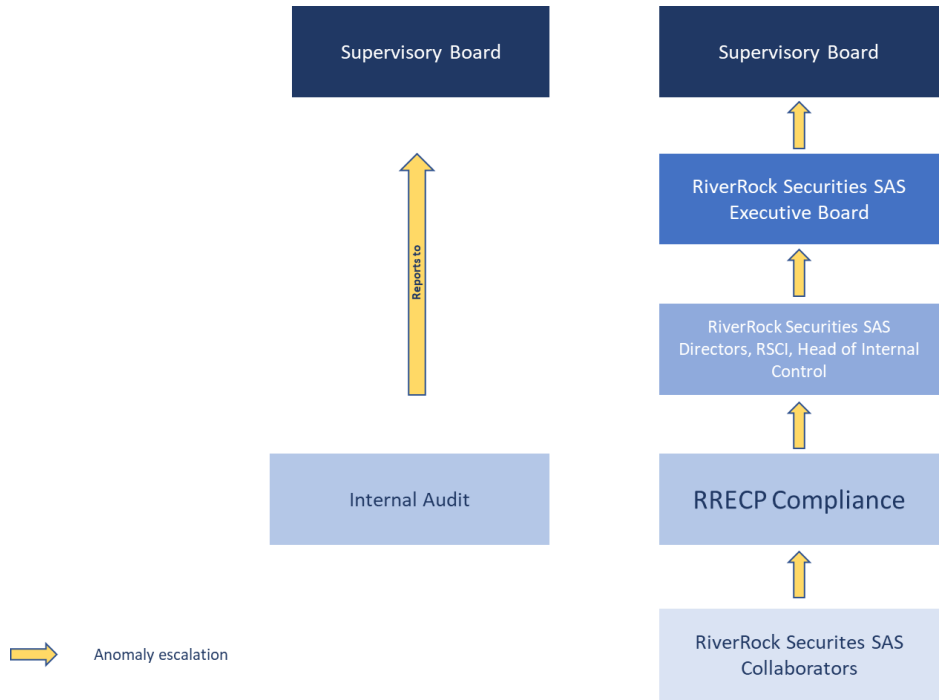 Supervisory Board
Reports to
Internal Audit
Supervisory Board
RiverRock Securities SAS
Executive Board
RiverRock Securities SAS
Directors, RSCI, Head of Internal
Control
RRECP Compliance
RiverRock Securites SAS
Collaborators
Anomaly escalation